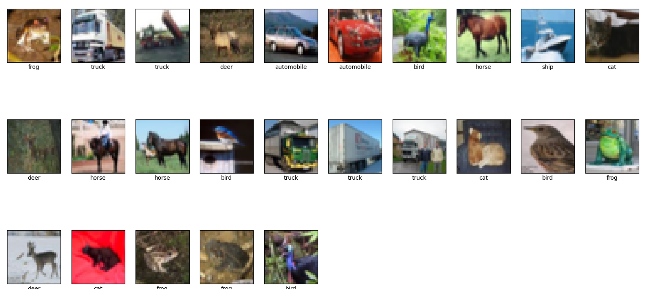 frog truck truck deer automobile automobile bird horse ship cat
deer horse horse bird truck truck truck cat bird frog
deer cat frog frog bird